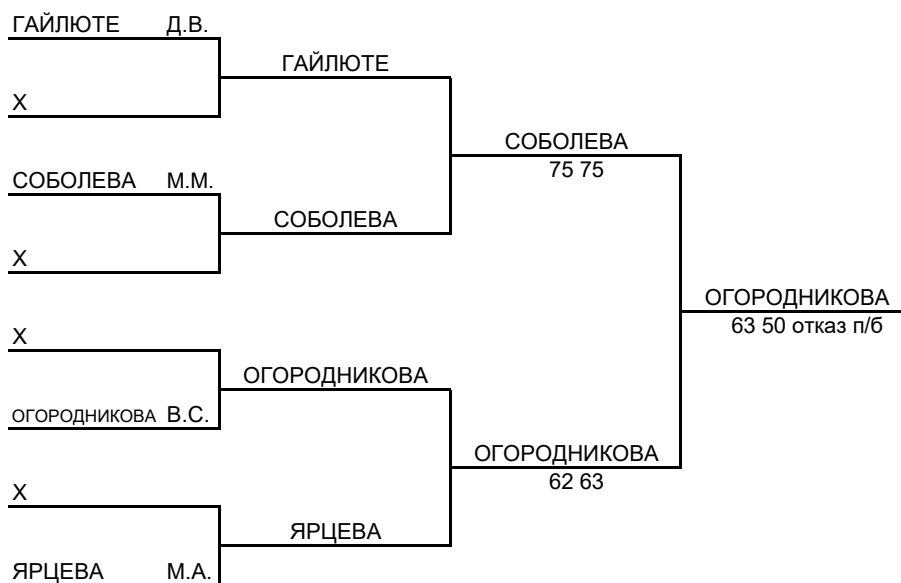 ГАЙЛЮТЕ Д.В.
ГАЙЛЮТЕ
Х
СОБОЛЕВА
75 75
СОБОЛЕВА М.М.
СОБОЛЕВА
Х
ОГОРОДНИКОВА
63 50 отказ п/б
Х
ОГОРОДНИКОВА
ОГОРОДНИКОВА В.С.
ОГОРОДНИКОВА
62 63
Х
ЯРЦЕВА
ЯРЦЕВА М.А.